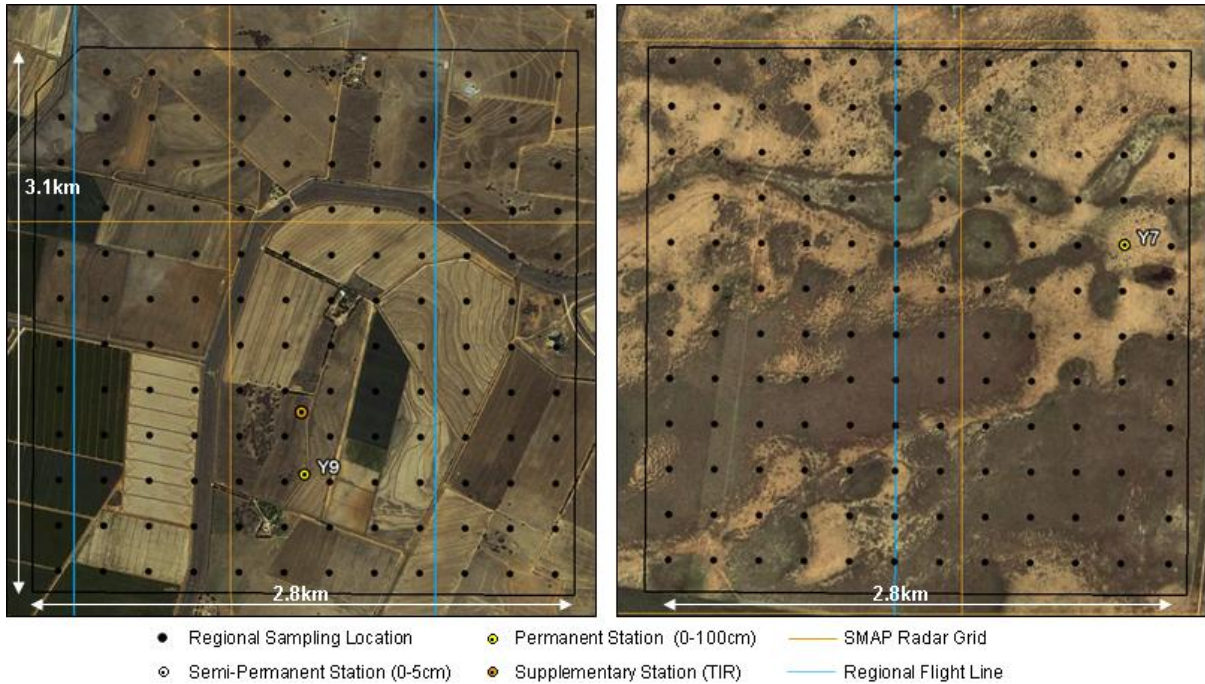 3.1km
Y9
2.8km
Y7
2.8km
Regional Sampling Location
Permanent Station (0-100cm)
SMAP Radar Grid
Semi-Permanent Station (0-5cm)
Supplementary Station (TIR)
Regional Flight Line